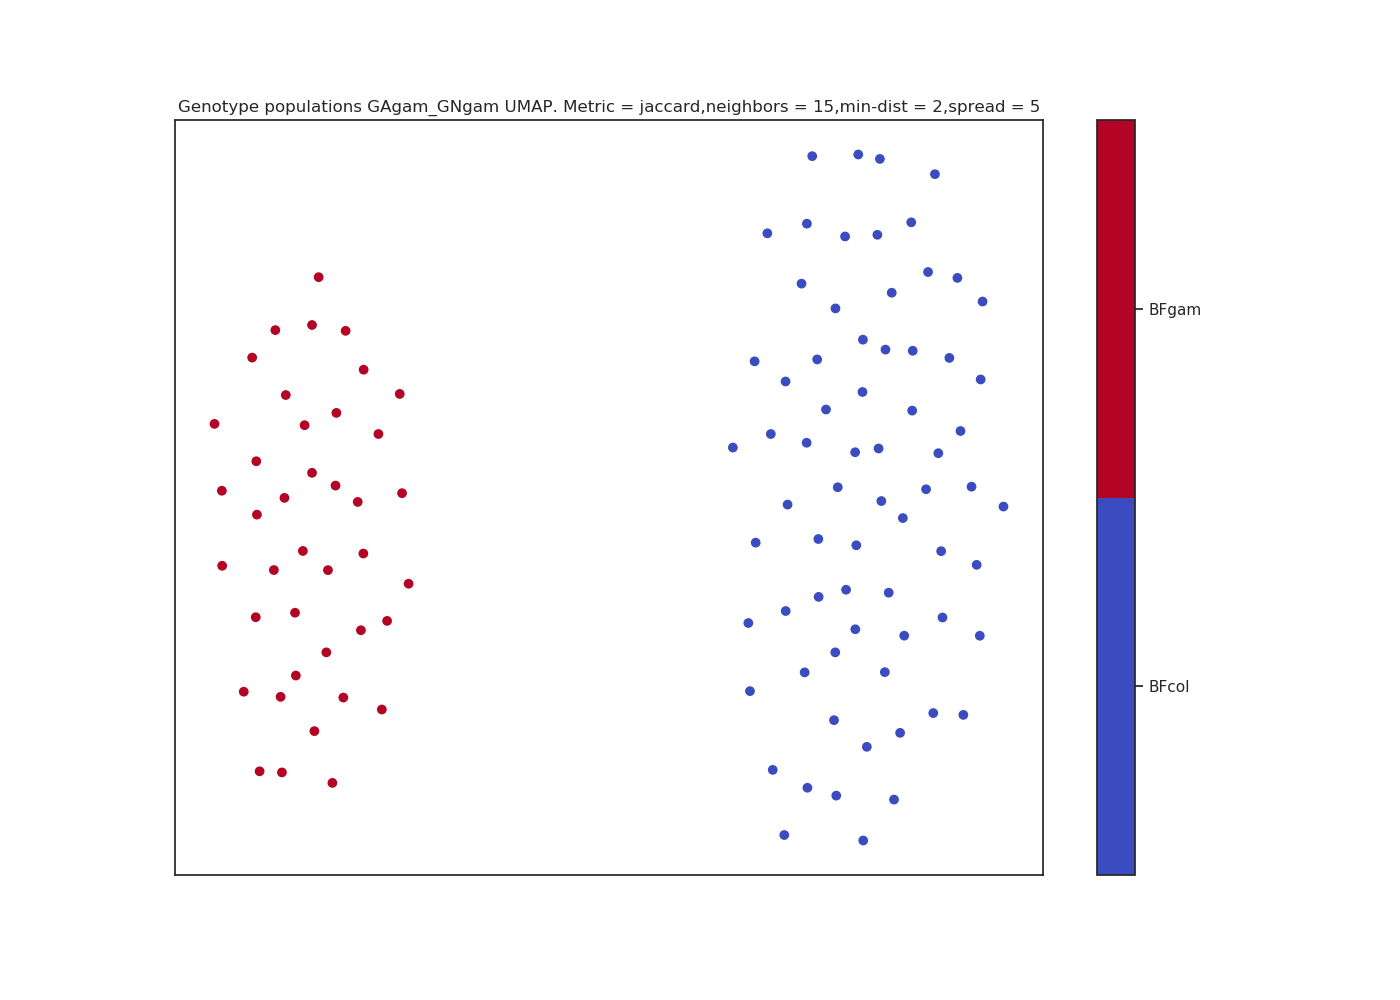 Genotype populations GAgam_GNgam UMAP. Metric = jaccard,neighbors = 15,min-dist = 2,spread = 5
BFgam
BFcol